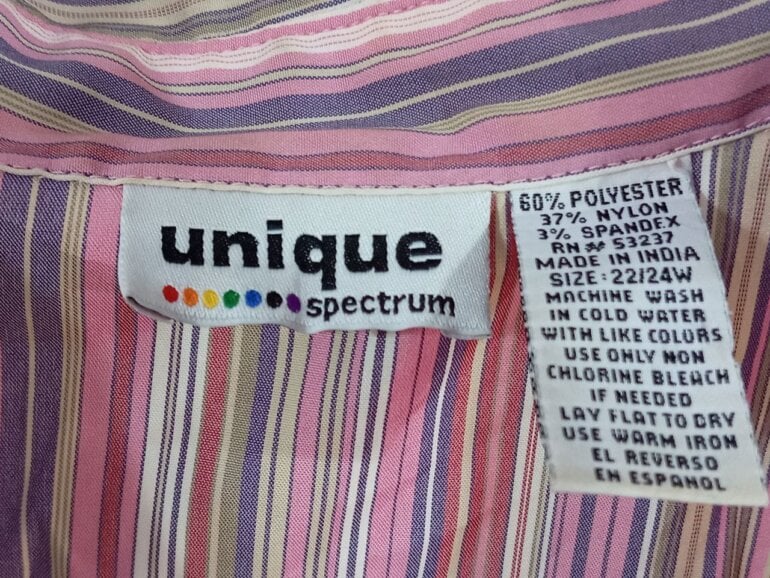 unique
spectrum
60% POLYESTER
37% NYLON
3% SPANDEX
RN # 53237
MADE IN INDIA
SIZE: 22/24W
MACHINE WASH
IN COLD WATER
WITH LIKE COLORS
USE ONLY NON
CHLORINE BLEACH
IF NEEDED
LAY FLAT TO DRY
USE WARM IRON
EL REVERSO
EN ESPANOL